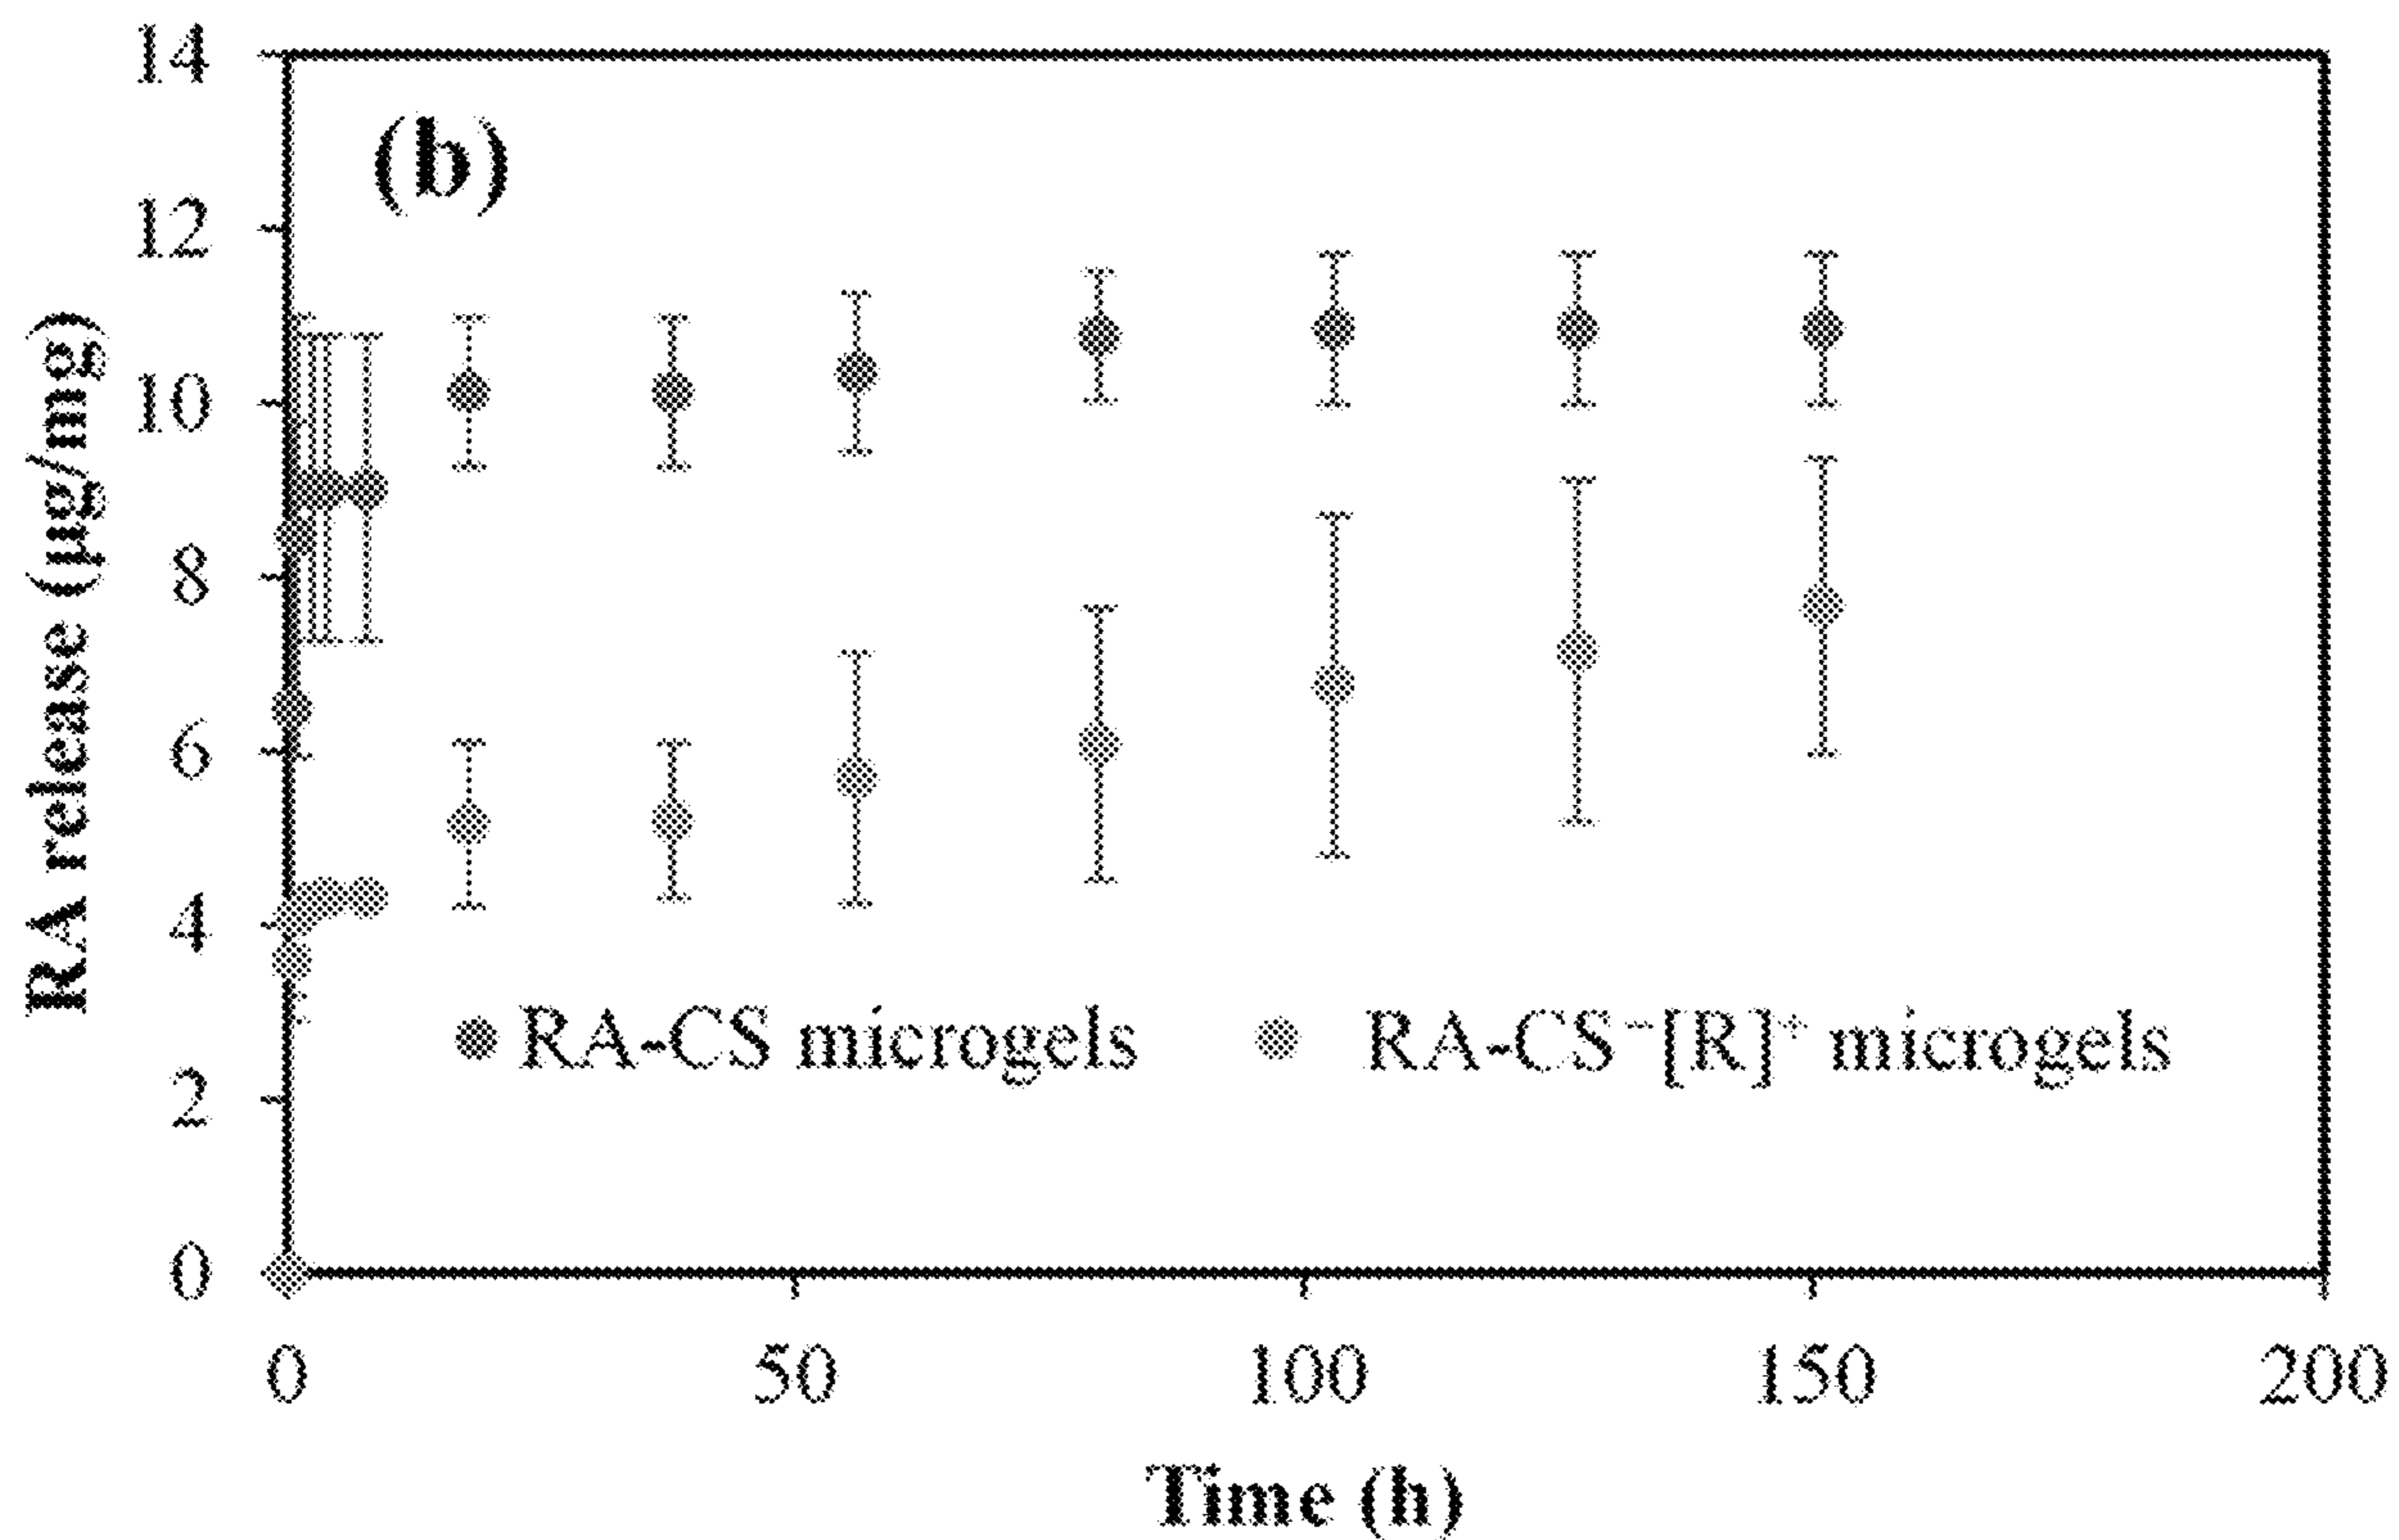 14
(b)
12
10
8
6
4
2
0
RA release (µg/mg)
RA-CS microgels
RA-CS⁻[R]⁺ microgels
0 50 100 150 200
Time (h)